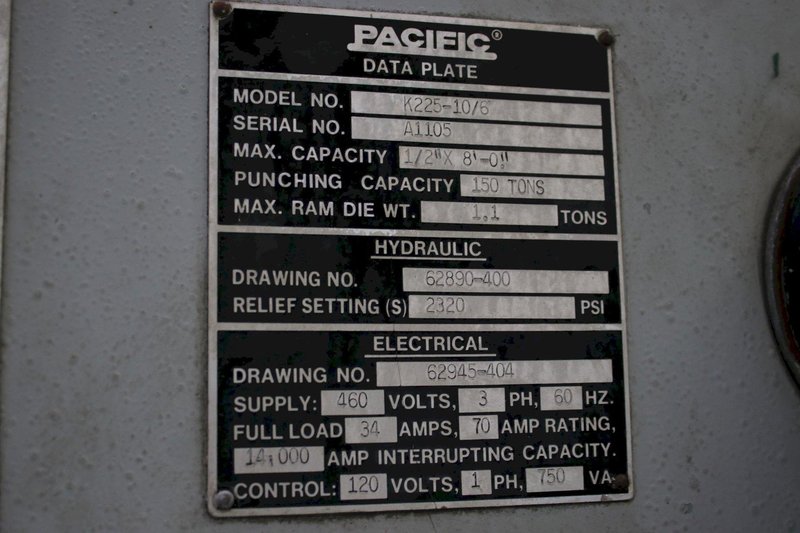 PACIFIC®
DATA PLATE
MODEL NO. K225-10/6
SERIAL NO. A1105
MAX. CAPACITY 1/2"X 8'-0"
PUNCHING CAPACITY 150 TONS
MAX. RAM DIE WT. 1.1 TONS
HYDRAULIC
DRAWING NO. 62890-400
RELIEF SETTING (S) 2320 PSI
ELECTRICAL
DRAWING NO. 62945-404
SUPPLY: 460 VOLTS, 3 PH, 60 HZ.
FULL LOAD 34 AMPS, 70 AMP RATING,
14,000 AMP INTERRUPTING CAPACITY.
CONTROL: 120 VOLTS, 1 PH, 750 VA.